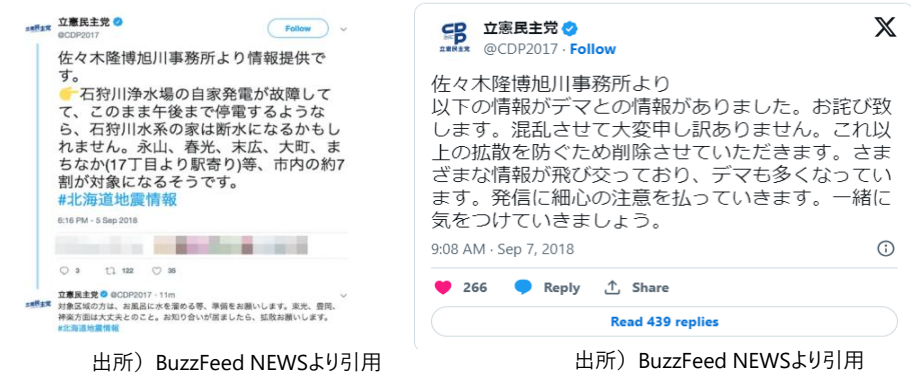 立憲民主党
@CDP2017
Follow
佐々木隆博旭川事務所より情報提供で
す。
👉石狩川浄水場の自家発電が故障して
て、このまま午後まで停電するような
ら、石狩川水系の家は断水になるかもし
れません。永山、春光、末広、大町、ま
ちなか(17丁目より駅寄り)等、市内の約7
割が対象になるそうです。
#北海道地震情報
6:16 PM - 5 Sep 2018
3 122 35
立憲民主党 @CDP2017 · 11m
対象区域の方は、お風呂に水を溜める等、準備をお願いします。東光、豊岡、
神楽方面は大丈夫とのこと。お知り合いが居ましたら、拡散お願いします。
#北海道地震情報
出所）BuzzFeed NEWSより引用
立憲民主党
@CDP2017 · Follow
佐々木隆博旭川事務所より
以下の情報がデマとの情報がありました。お詫び致
します。混乱させて大変申し訳ありません。これ以
上の拡散を防ぐため削除させていただきます。さま
ざまな情報が飛び交っており、デマも多くなってい
ます。発信に細心の注意を払っていきます。一緒に
気をつけていきましょう。
9:08 AM · Sep 7, 2018
266 Reply Share
Read 439 replies
出所）BuzzFeed NEWSより引用